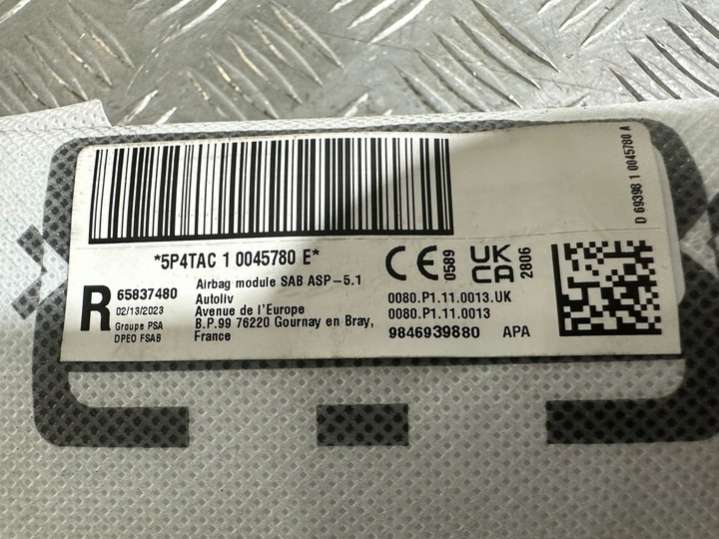 *5P4TAC 1 0045780 E*
R
65837480
02/13/2023
Groupe PSA
DPEO FSAB
Airbag module SAB ASP-5.1
Autoliv
Avenue de l'Europe
B.P.99 76220 Gournay en Bray,
France
CE 0589
UK
CA 2806
0080.P1.11.0013.UK
0080.P1.11.0013
9846939880 APA
D 69398 1 0045780 A